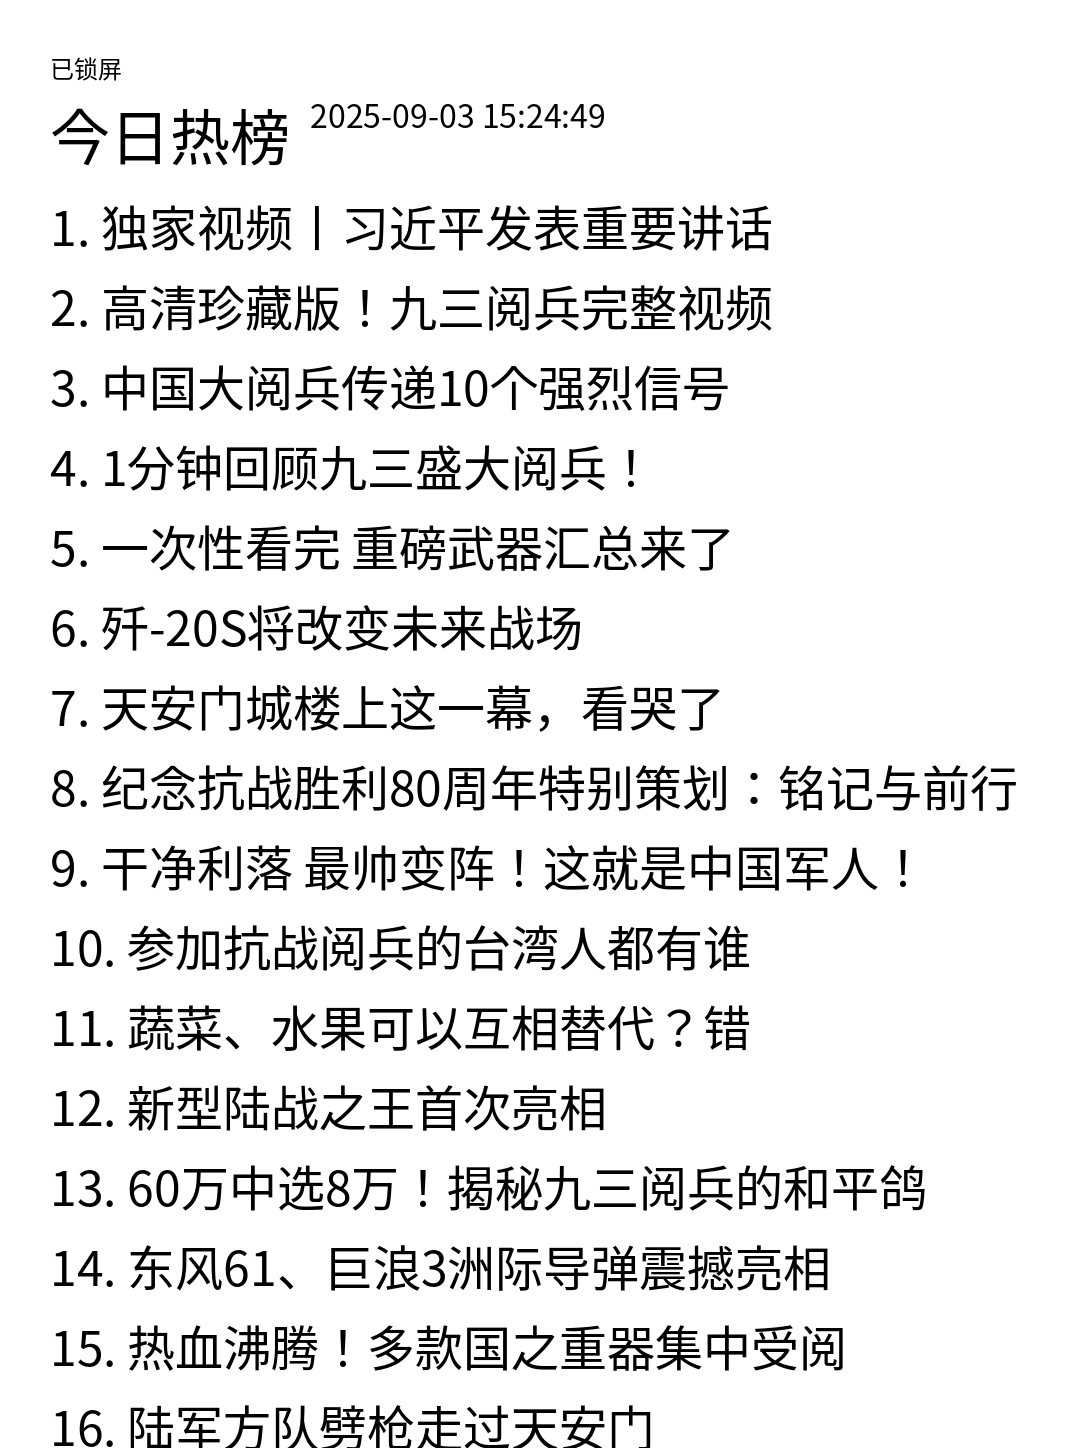 已锁屏
今日热榜 2025-09-03 15:24:49
1. 独家视频丨习近平发表重要讲话
2. 高清珍藏版！九三阅兵完整视频
3. 中国大阅兵传递10个强烈信号
4. 1分钟回顾九三盛大阅兵！
5. 一次性看完 重磅武器汇总来了
6. 歼-20S将改变未来战场
7. 天安门城楼上这一幕，看哭了
8. 纪念抗战胜利80周年特别策划：铭记与前行
9. 干净利落 最帅变阵！这就是中国军人！
10. 参加抗战阅兵的台湾人都有谁
11. 蔬菜、水果可以互相替代？错
12. 新型陆战之王首次亮相
13. 60万中选8万！揭秘九三阅兵的和平鸽
14. 东风61、巨浪3洲际导弹震撼亮相
15. 热血沸腾！多款国之重器集中受阅
16. 陆军方队劈枪走过天安门